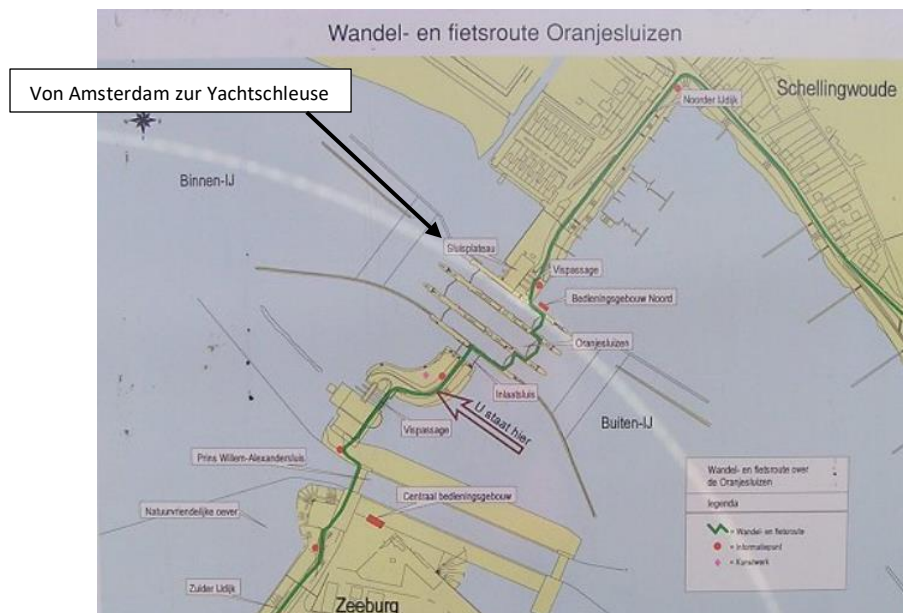 Wandel- en fietsroute Oranjesluizen
Von Amsterdam zur Yachtschleuse
Schellingwoude
Noorder IJdijk
Binnen-IJ
Sluisplateau
Vispassage
Bedieningsgebouw Noord
Oranjesluizen
Inlaatsluis
U staat hier
Vispassage
Buiten-IJ
Prins Willem-Alexandersluis
Centraal bedieningsgebouw
Natuurvriendelijke oever
Zuider IJdijk
Zeeburg
Wandel- en fietsroute over
de Oranjesluizen
legenda
= Wandel- en fietsroute
= Informatiepunt
= Kunstwerk